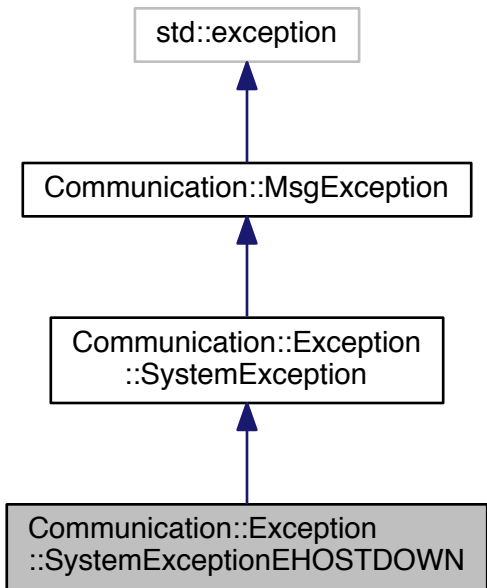 std::exception
Communication::MsgException
Communication::Exception
::SystemException
Communication::Exception
::SystemExceptionEHOSTDOWN